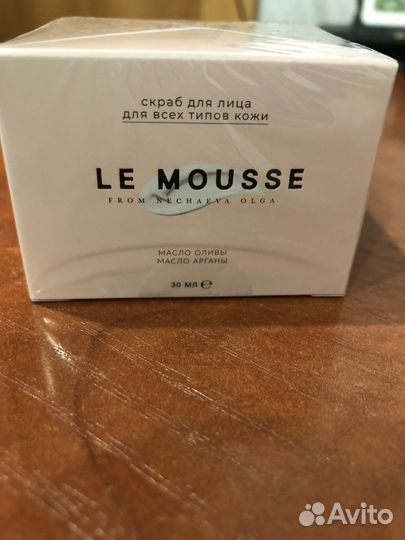 скраб для лица
для всех типов кожи
LE MOUSSE
FROM NECHAEVA OLGA
МАСЛО ОЛИВЫ
МАСЛО АРГАНЫ
30 МЛ ℮
Avito